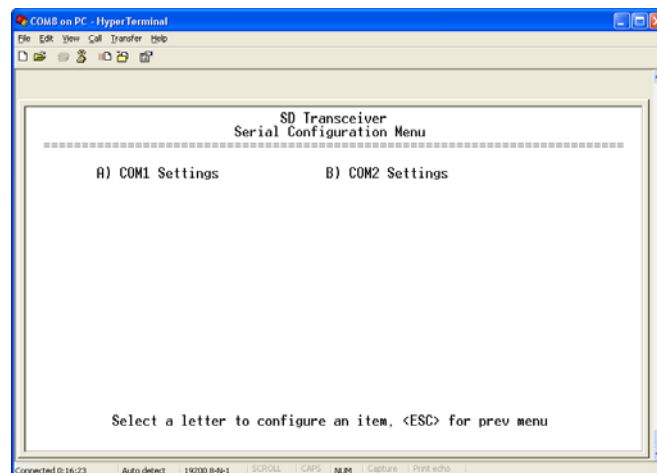 COM8 on PC - HyperTerminal
File Edit View Call Transfer Help
SD Transceiver
Serial Configuration Menu
================================================================================
A) COM1 Settings B) COM2 Settings
Select a letter to configure an item, <ESC> for prev menu
Connected 0:16:23 Auto detect 19200 8-N-1 SCROLL CAPS NUM Capture Print echo